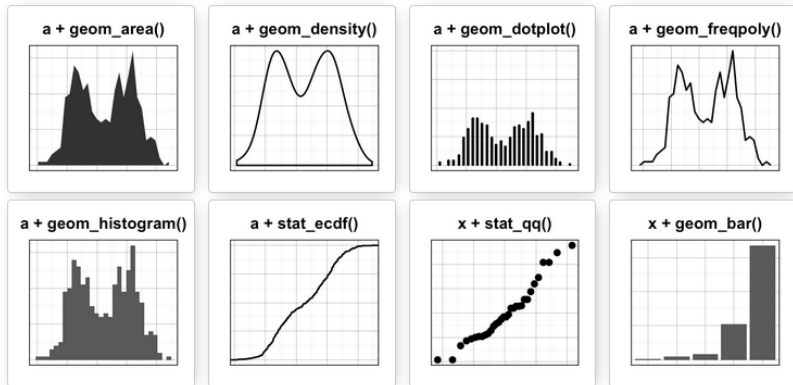 a + geom_area()
a + geom_density()
a + geom_dotplot()
a + geom_freqpoly()
a + geom_histogram()
a + stat_ecdf()
x + stat_qq()
x + geom_bar()